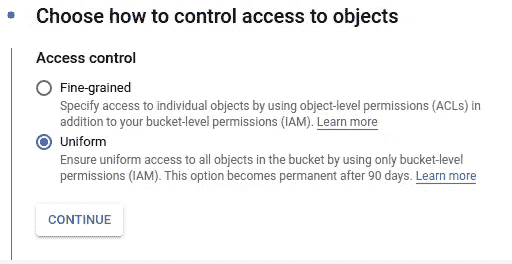 Choose how to control access to objects
Access control
Fine-grained
Specify access to individual objects by using object-level permissions (ACLs) in
addition to your bucket-level permissions (IAM). Learn more
Uniform
Ensure uniform access to all objects in the bucket by using only bucket-level
permissions (IAM). This option becomes permanent after 90 days. Learn more
CONTINUE